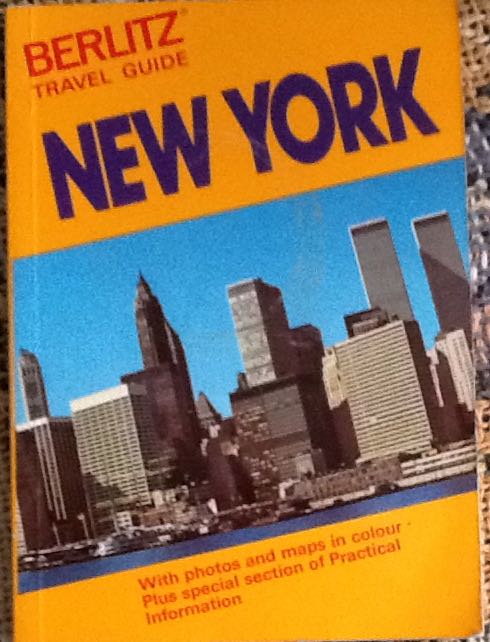 BERLITZ®
TRAVEL GUIDE
NEW YORK
With photos and maps in colour
Plus special section of Practical
Information